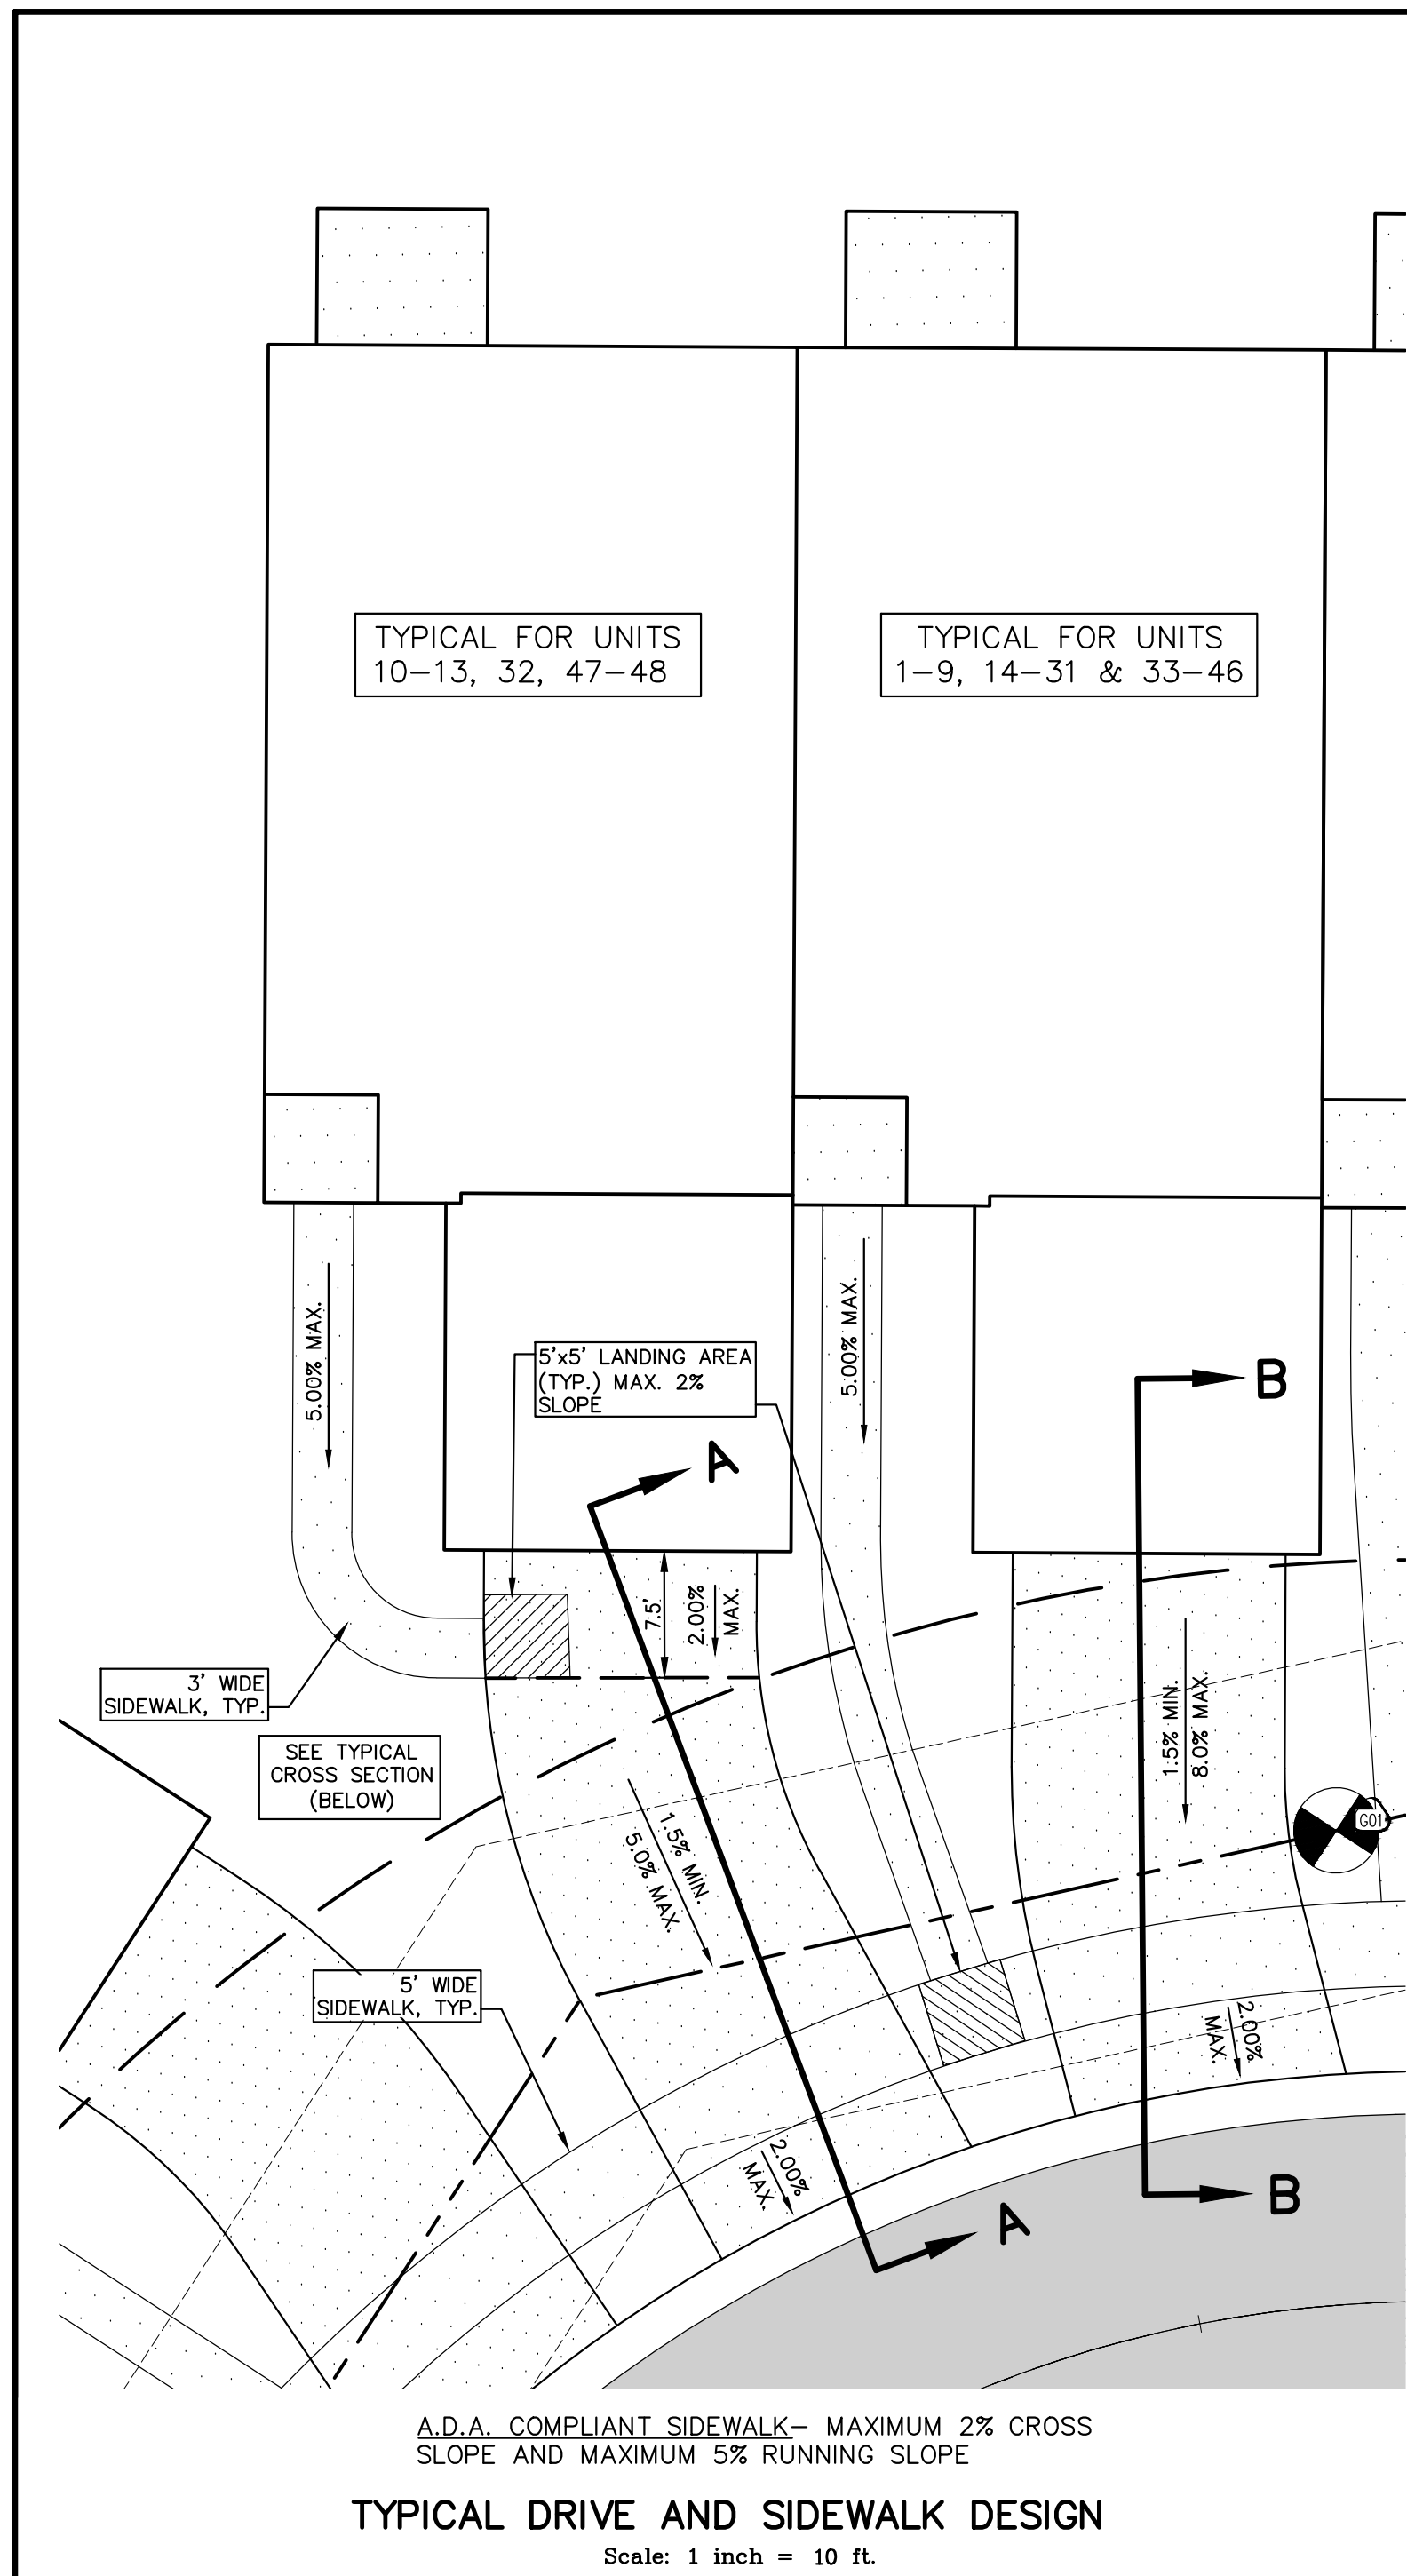 TYPICAL FOR UNITS
10-13, 32, 47-48
TYPICAL FOR UNITS
1-9, 14-31 & 33-46
5.00% MAX.
5'x5' LANDING AREA
(TYP.) MAX. 2%
SLOPE
5.00% MAX.
B
A
7.5'
2.00%
MAX.
3' WIDE
SIDEWALK, TYP.
SEE TYPICAL
CROSS SECTION
(BELOW)
1.5% MIN.
5.0% MAX.
1.5% MIN.
8.0% MAX.
G01
5' WIDE
SIDEWALK, TYP.
2.00%
MAX.
2.00%
MAX.
B
A
A.D.A. COMPLIANT SIDEWALK- MAXIMUM 2% CROSS
SLOPE AND MAXIMUM 5% RUNNING SLOPE
TYPICAL DRIVE AND SIDEWALK DESIGN
Scale: 1 inch = 10 ft.